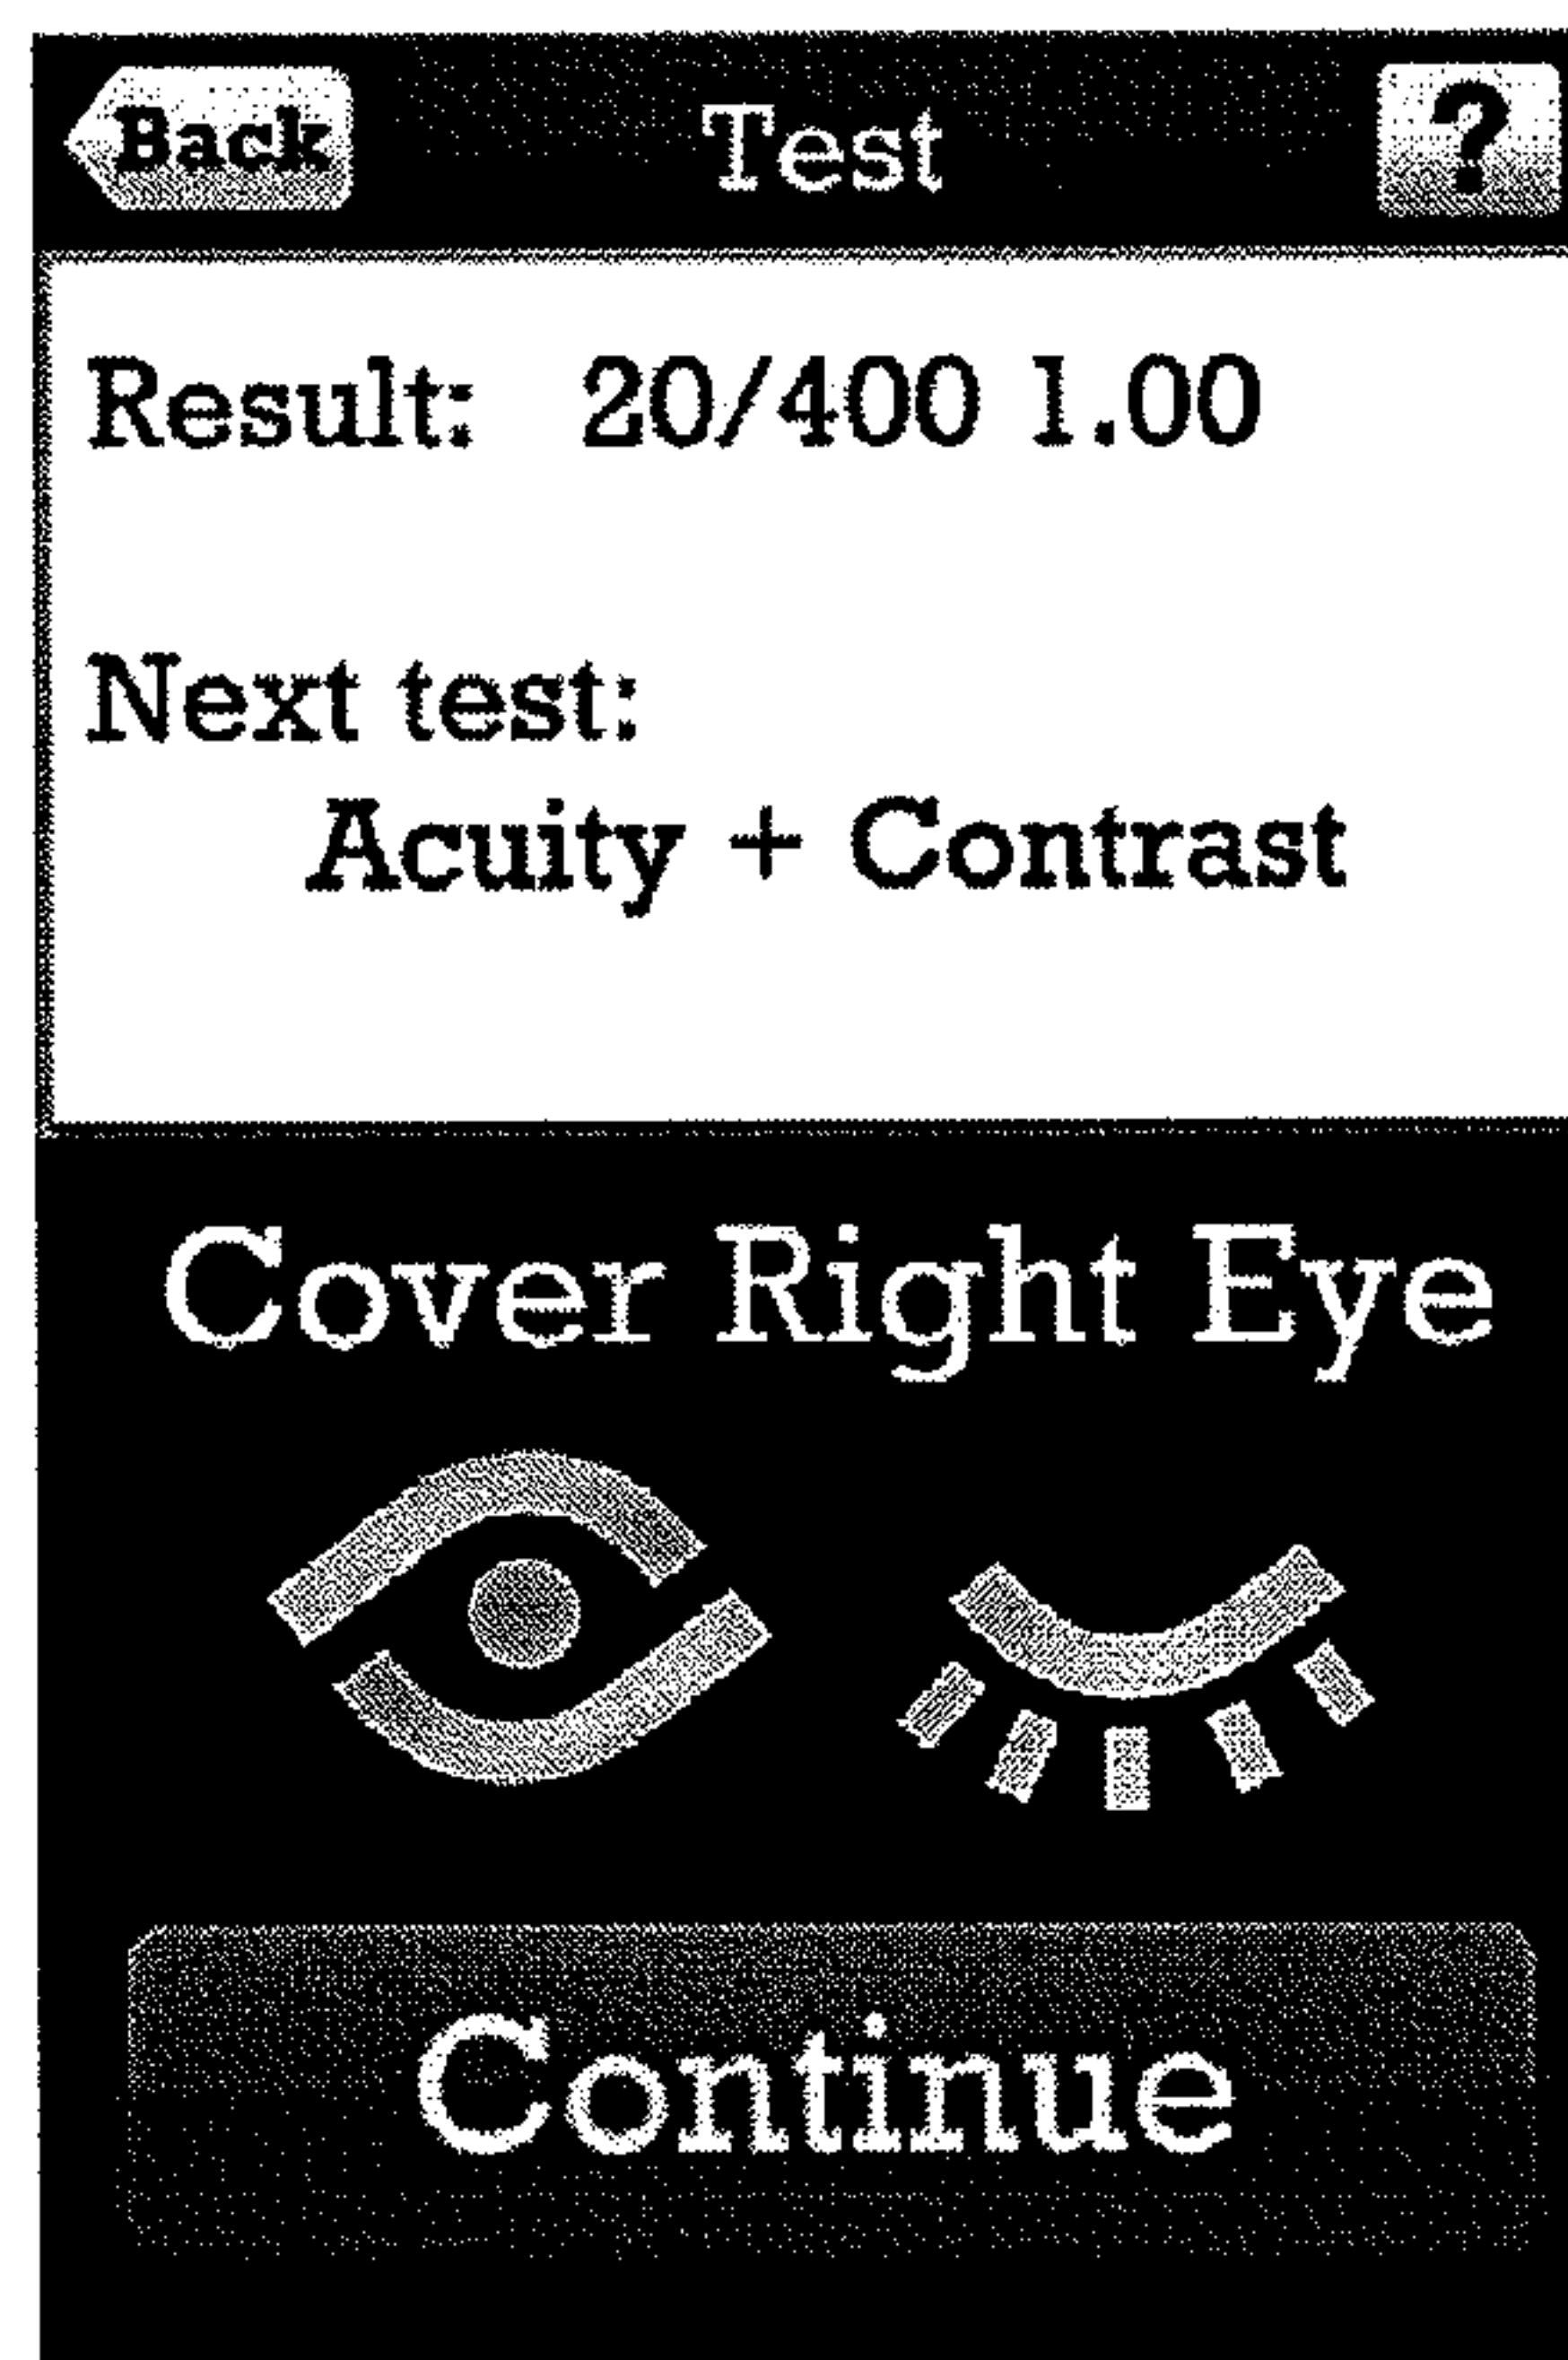 Back Test ?
Result: 20/400 1.00
Next test:
Acuity + Contrast
Cover Right Eye
Continue